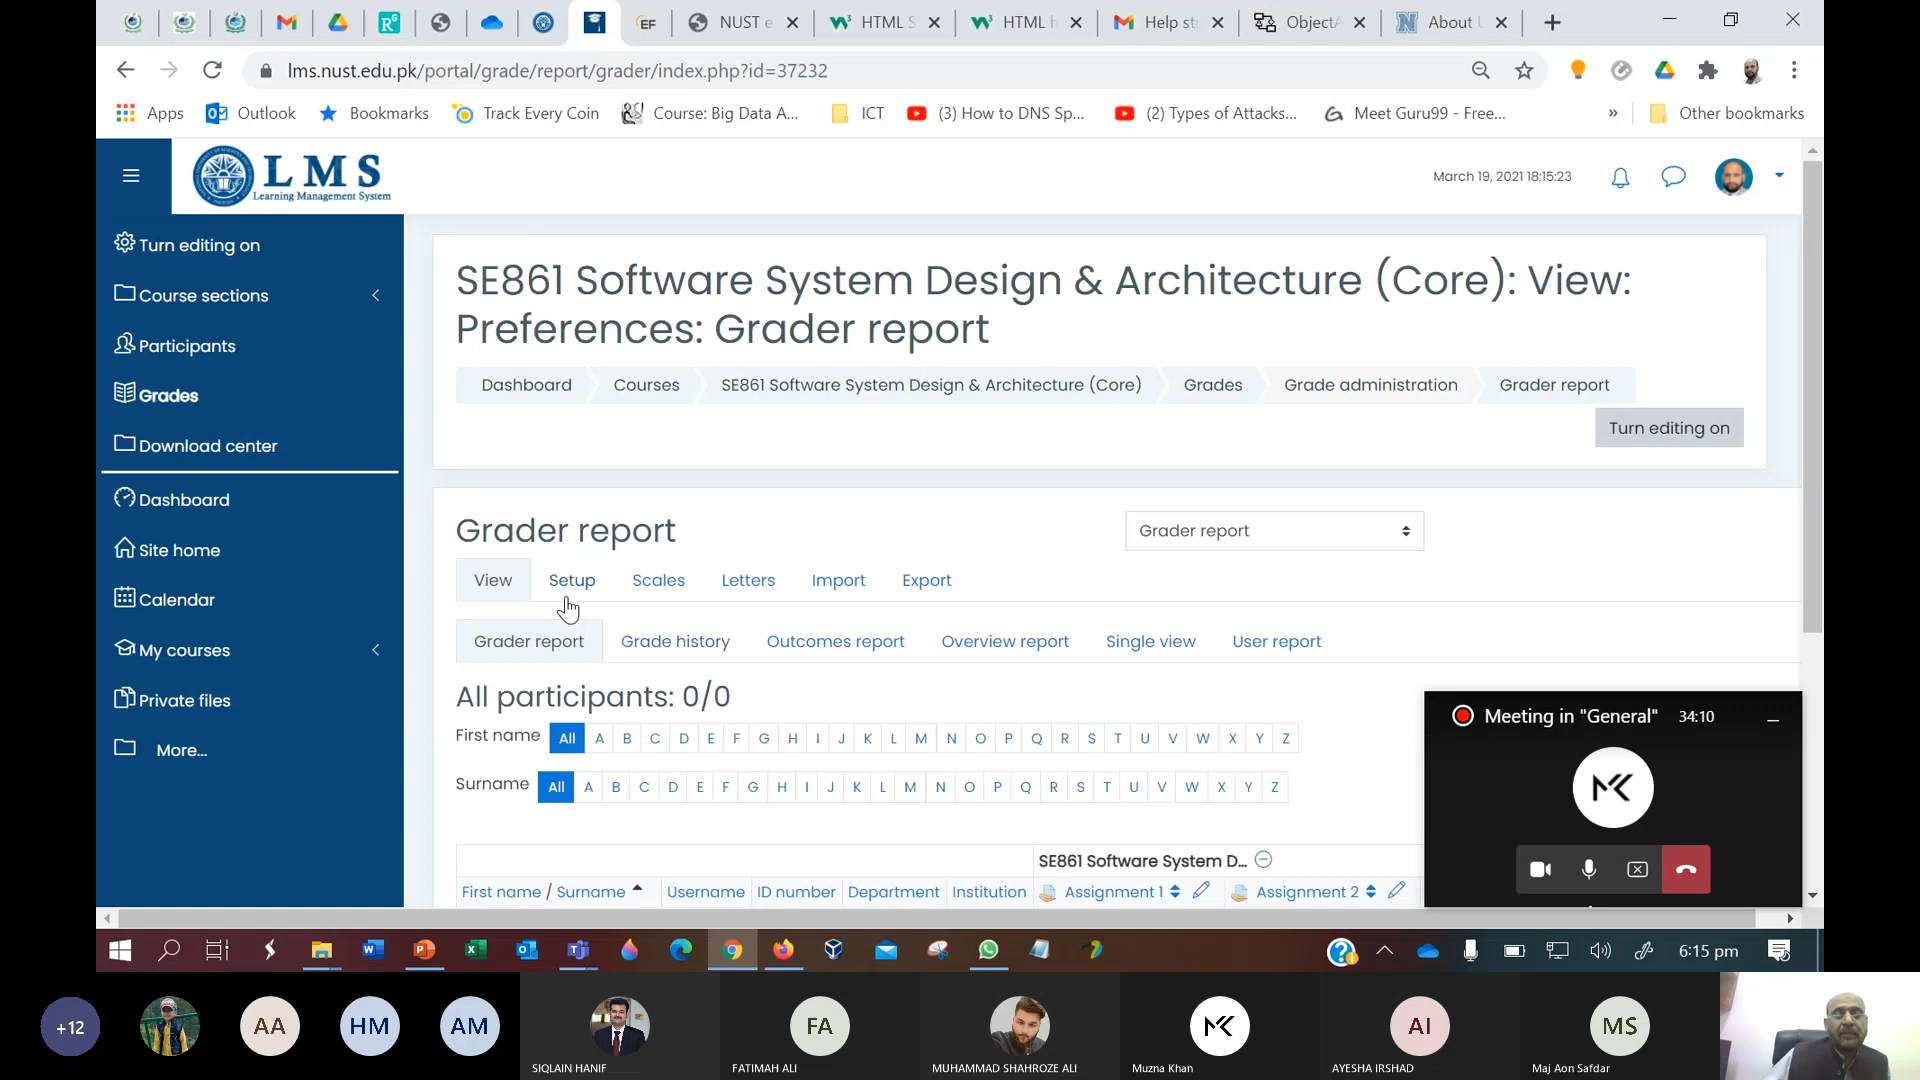 NUST e
HTML S
HTML h
Help st
Object
About U
lms.nust.edu.pk/portal/grade/report/grader/index.php?id=37232
Apps
Outlook
Bookmarks
Track Every Coin
Course: Big Data A...
ICT
(3) How to DNS Sp...
(2) Types of Attacks...
Meet Guru99 - Free...
»
Other bookmarks
LMS
Learning Management System
March 19, 2021 18:15:23
Turn editing on
Course sections
Participants
Grades
Download center
Dashboard
Site home
Calendar
My courses
Private files
More...
SE861 Software System Design & Architecture (Core): View:
Preferences: Grader report
Dashboard Courses SE861 Software System Design & Architecture (Core) Grades Grade administration Grader report
Turn editing on
Grader report
Grader report
View Setup Scales Letters Import Export
Grader report Grade history Outcomes report Overview report Single view User report
All participants: 0/0
First name All A B C D E F G H I J K L M N O P Q R S T U V W X Y Z
Surname All A B C D E F G H I J K L M N O P Q R S T U V W X Y Z
SE861 Software System D...
First name / Surname Username ID number Department Institution Assignment 1 Assignment 2
Meeting in "General" 34:10
MK
6:15 pm
+12
AA
HM
AM
SIQLAIN HANIF
FA
FATIMAH ALI
MUHAMMAD SHAHROZE ALI
MK
Muzna Khan
AI
AYESHA IRSHAD
MS
Maj Aon Safdar